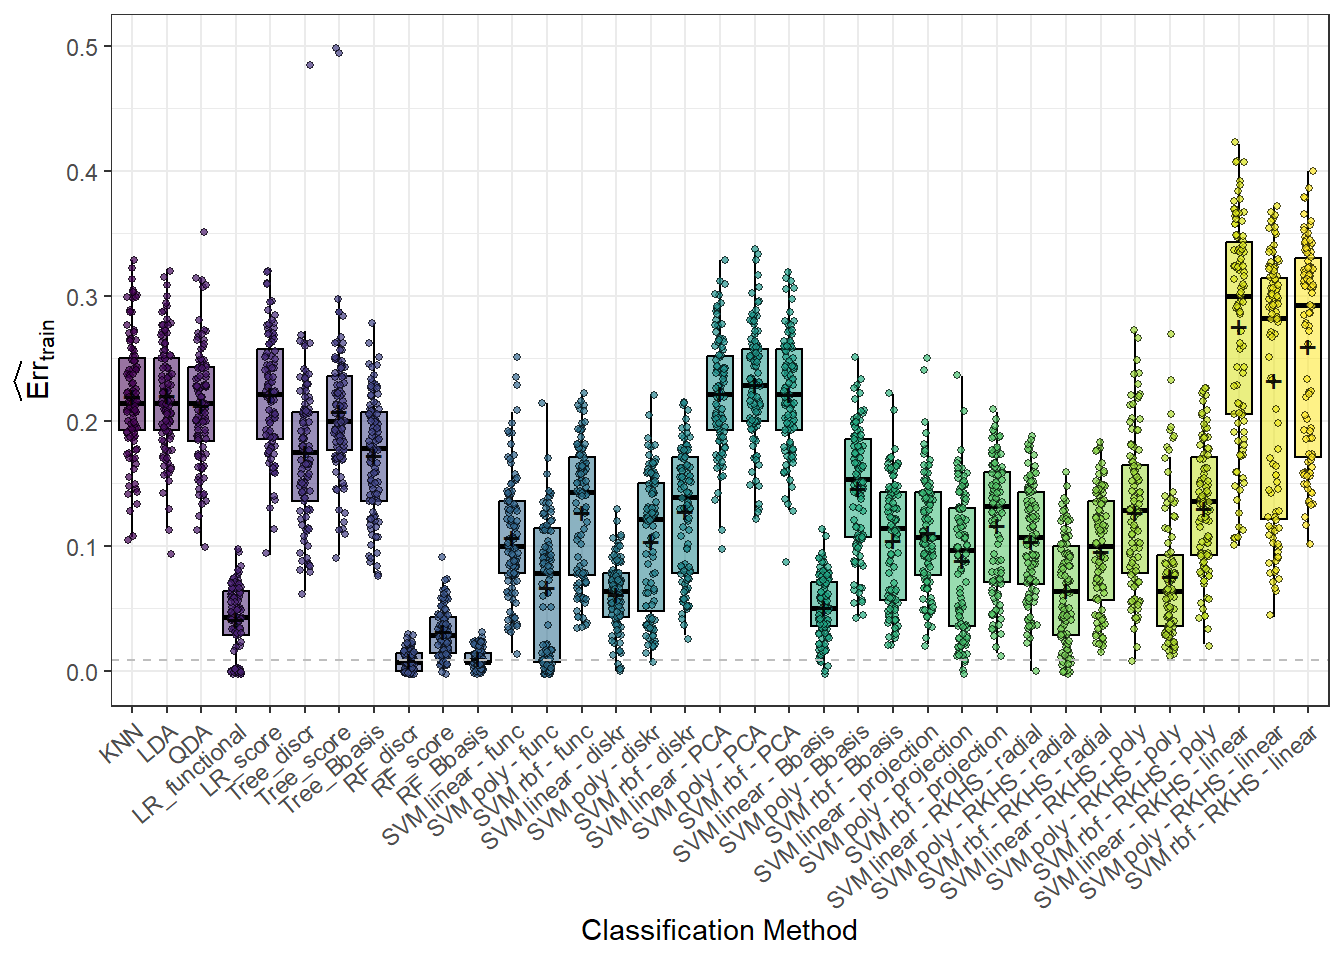 0.5
0.4
0.3
0.2
0.1
0.0
Err train
KNN
LDA
QDA
LR_functional
LR_score
Tree_discr
Tree_score
Tree_Bbasis
RF_discr
RF_score
RF_Bbasis
SVM linear - func
SVM poly - func
SVM rbf - func
SVM linear - diskr
SVM poly - diskr
SVM rbf - diskr
SVM linear - PCA
SVM poly - PCA
SVM rbf - PCA
SVM linear - Bbasis
SVM poly - Bbasis
SVM rbf - Bbasis
SVM linear - projection
SVM poly - projection
SVM rbf - projection
SVM linear - RKHS - radial
SVM poly - RKHS - radial
SVM rbf - RKHS - radial
SVM linear - RKHS - poly
SVM poly - RKHS - poly
SVM rbf - RKHS - poly
SVM linear - RKHS - linear
SVM poly - RKHS - linear
SVM rbf - RKHS - linear
Classification Method